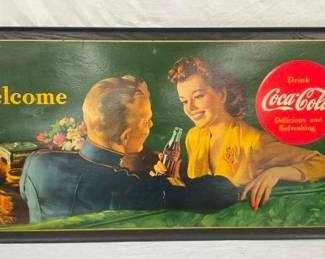 elcome
Drink
Coca-Cola
Delicious and
Refreshing